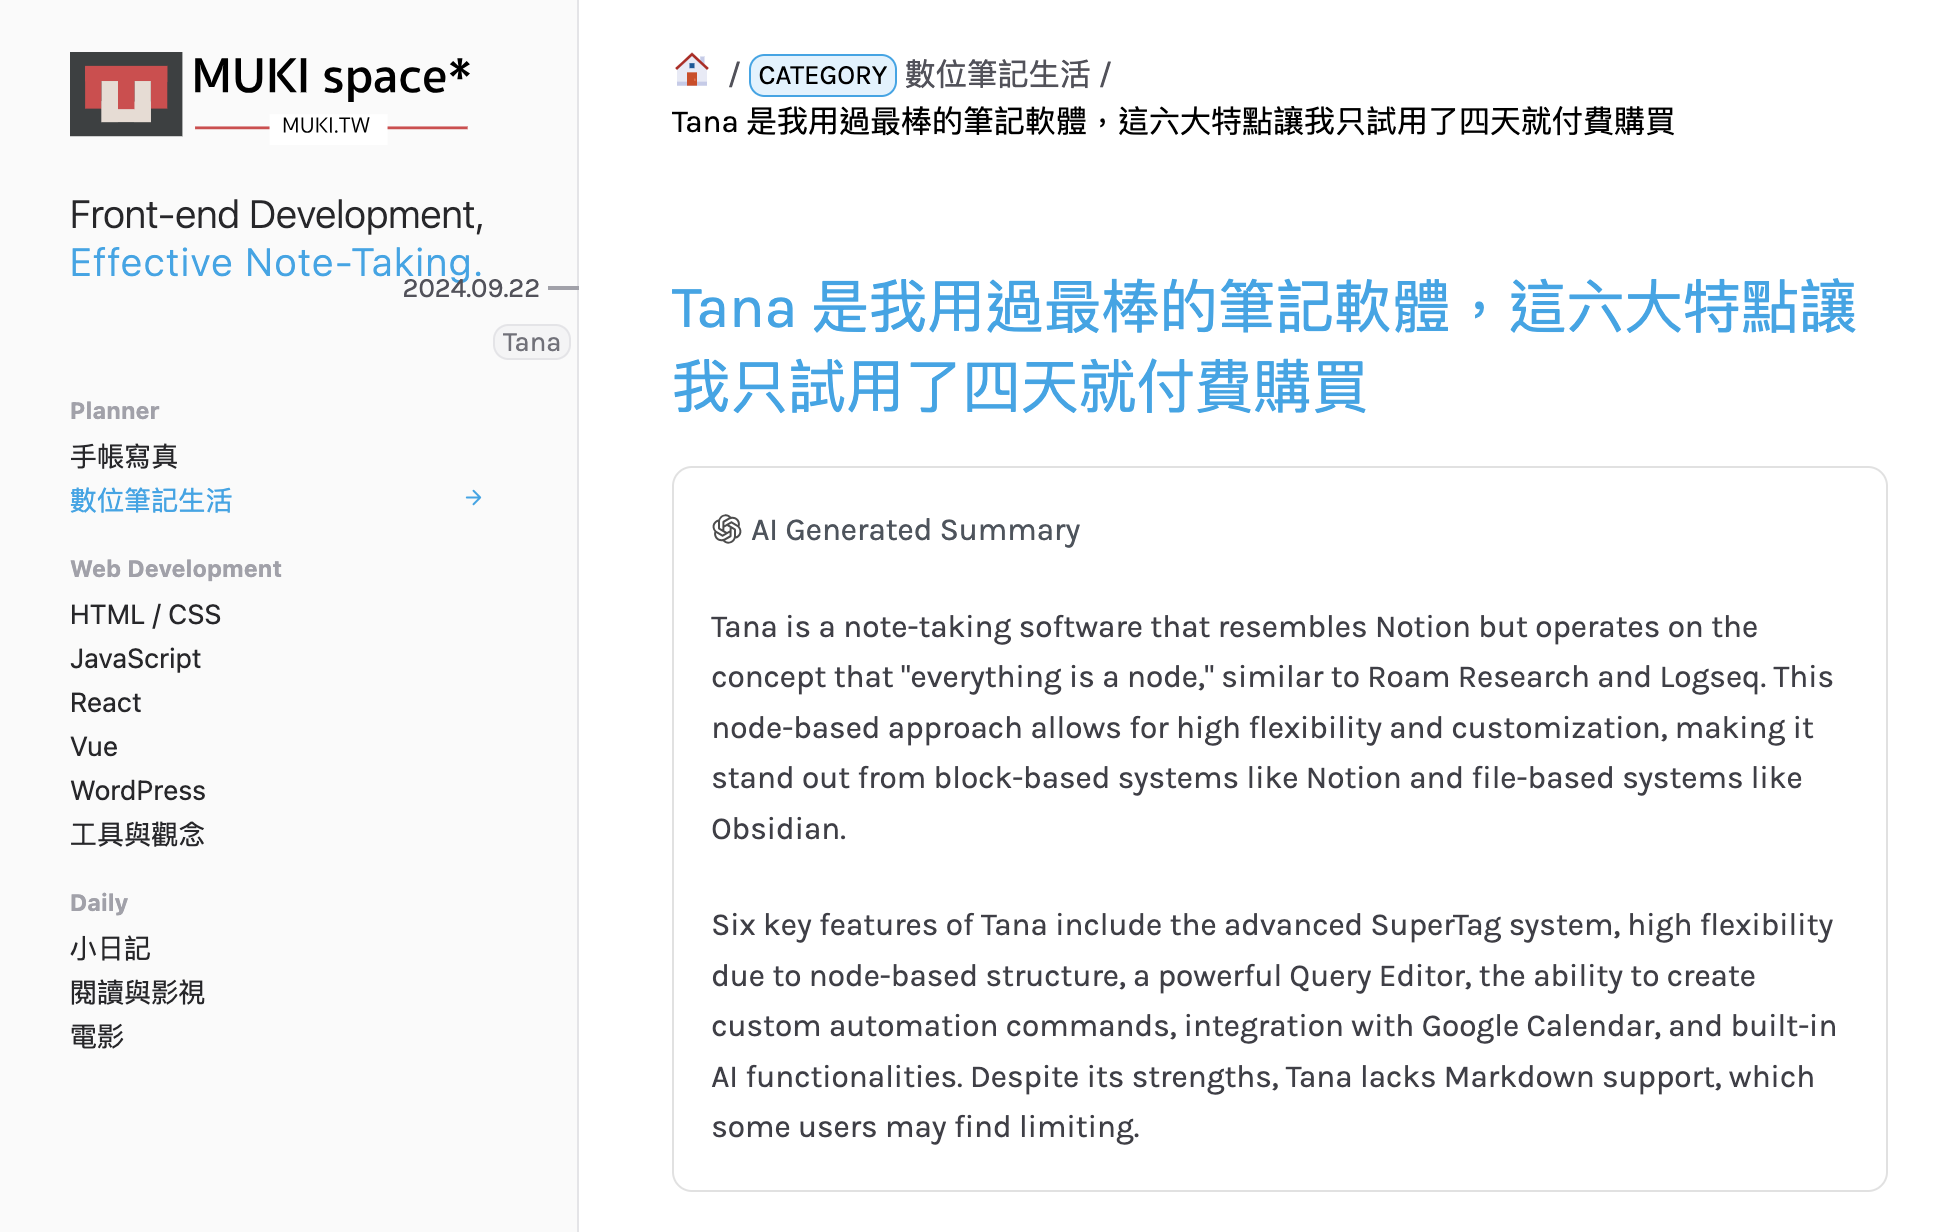 MUKI space*
MUKI.TW
Front-end Development,
Effective Note-Taking.
2024.09.22
Tana
Planner
手帳寫真
數位筆記生活 →
Web Development
HTML / CSS
JavaScript
React
Vue
WordPress
工具與觀念
Daily
小日記
閱讀與影視
電影
/ CATEGORY 數位筆記生活 /
Tana 是我用過最棒的筆記軟體，這六大特點讓我只試用了四天就付費購買
Tana 是我用過最棒的筆記軟體，這六大特點讓
我只試用了四天就付費購買
AI Generated Summary
Tana is a note-taking software that resembles Notion but operates on the
concept that "everything is a node," similar to Roam Research and Logseq. This
node-based approach allows for high flexibility and customization, making it
stand out from block-based systems like Notion and file-based systems like
Obsidian.
Six key features of Tana include the advanced SuperTag system, high flexibility
due to node-based structure, a powerful Query Editor, the ability to create
custom automation commands, integration with Google Calendar, and built-in
AI functionalities. Despite its strengths, Tana lacks Markdown support, which
some users may find limiting.